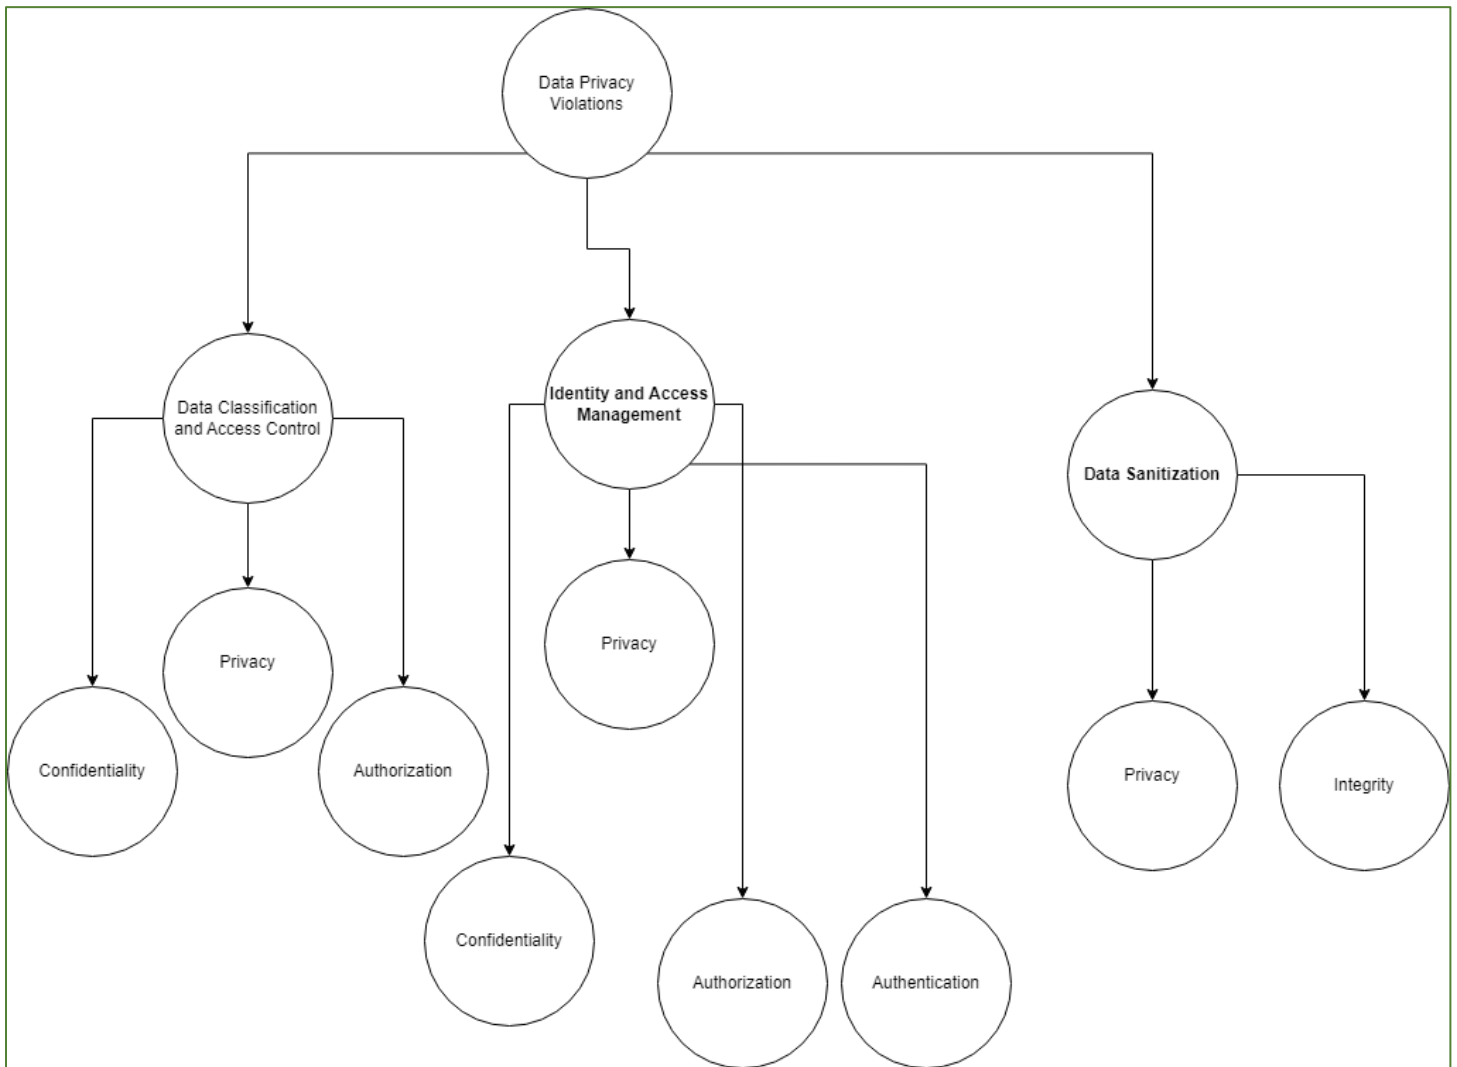 Data Privacy
Violations
Data Classification
and Access Control
Identity and Access
Management
Data Sanitization
Confidentiality
Privacy
Authorization
Privacy
Confidentiality
Authorization
Authentication
Privacy
Integrity